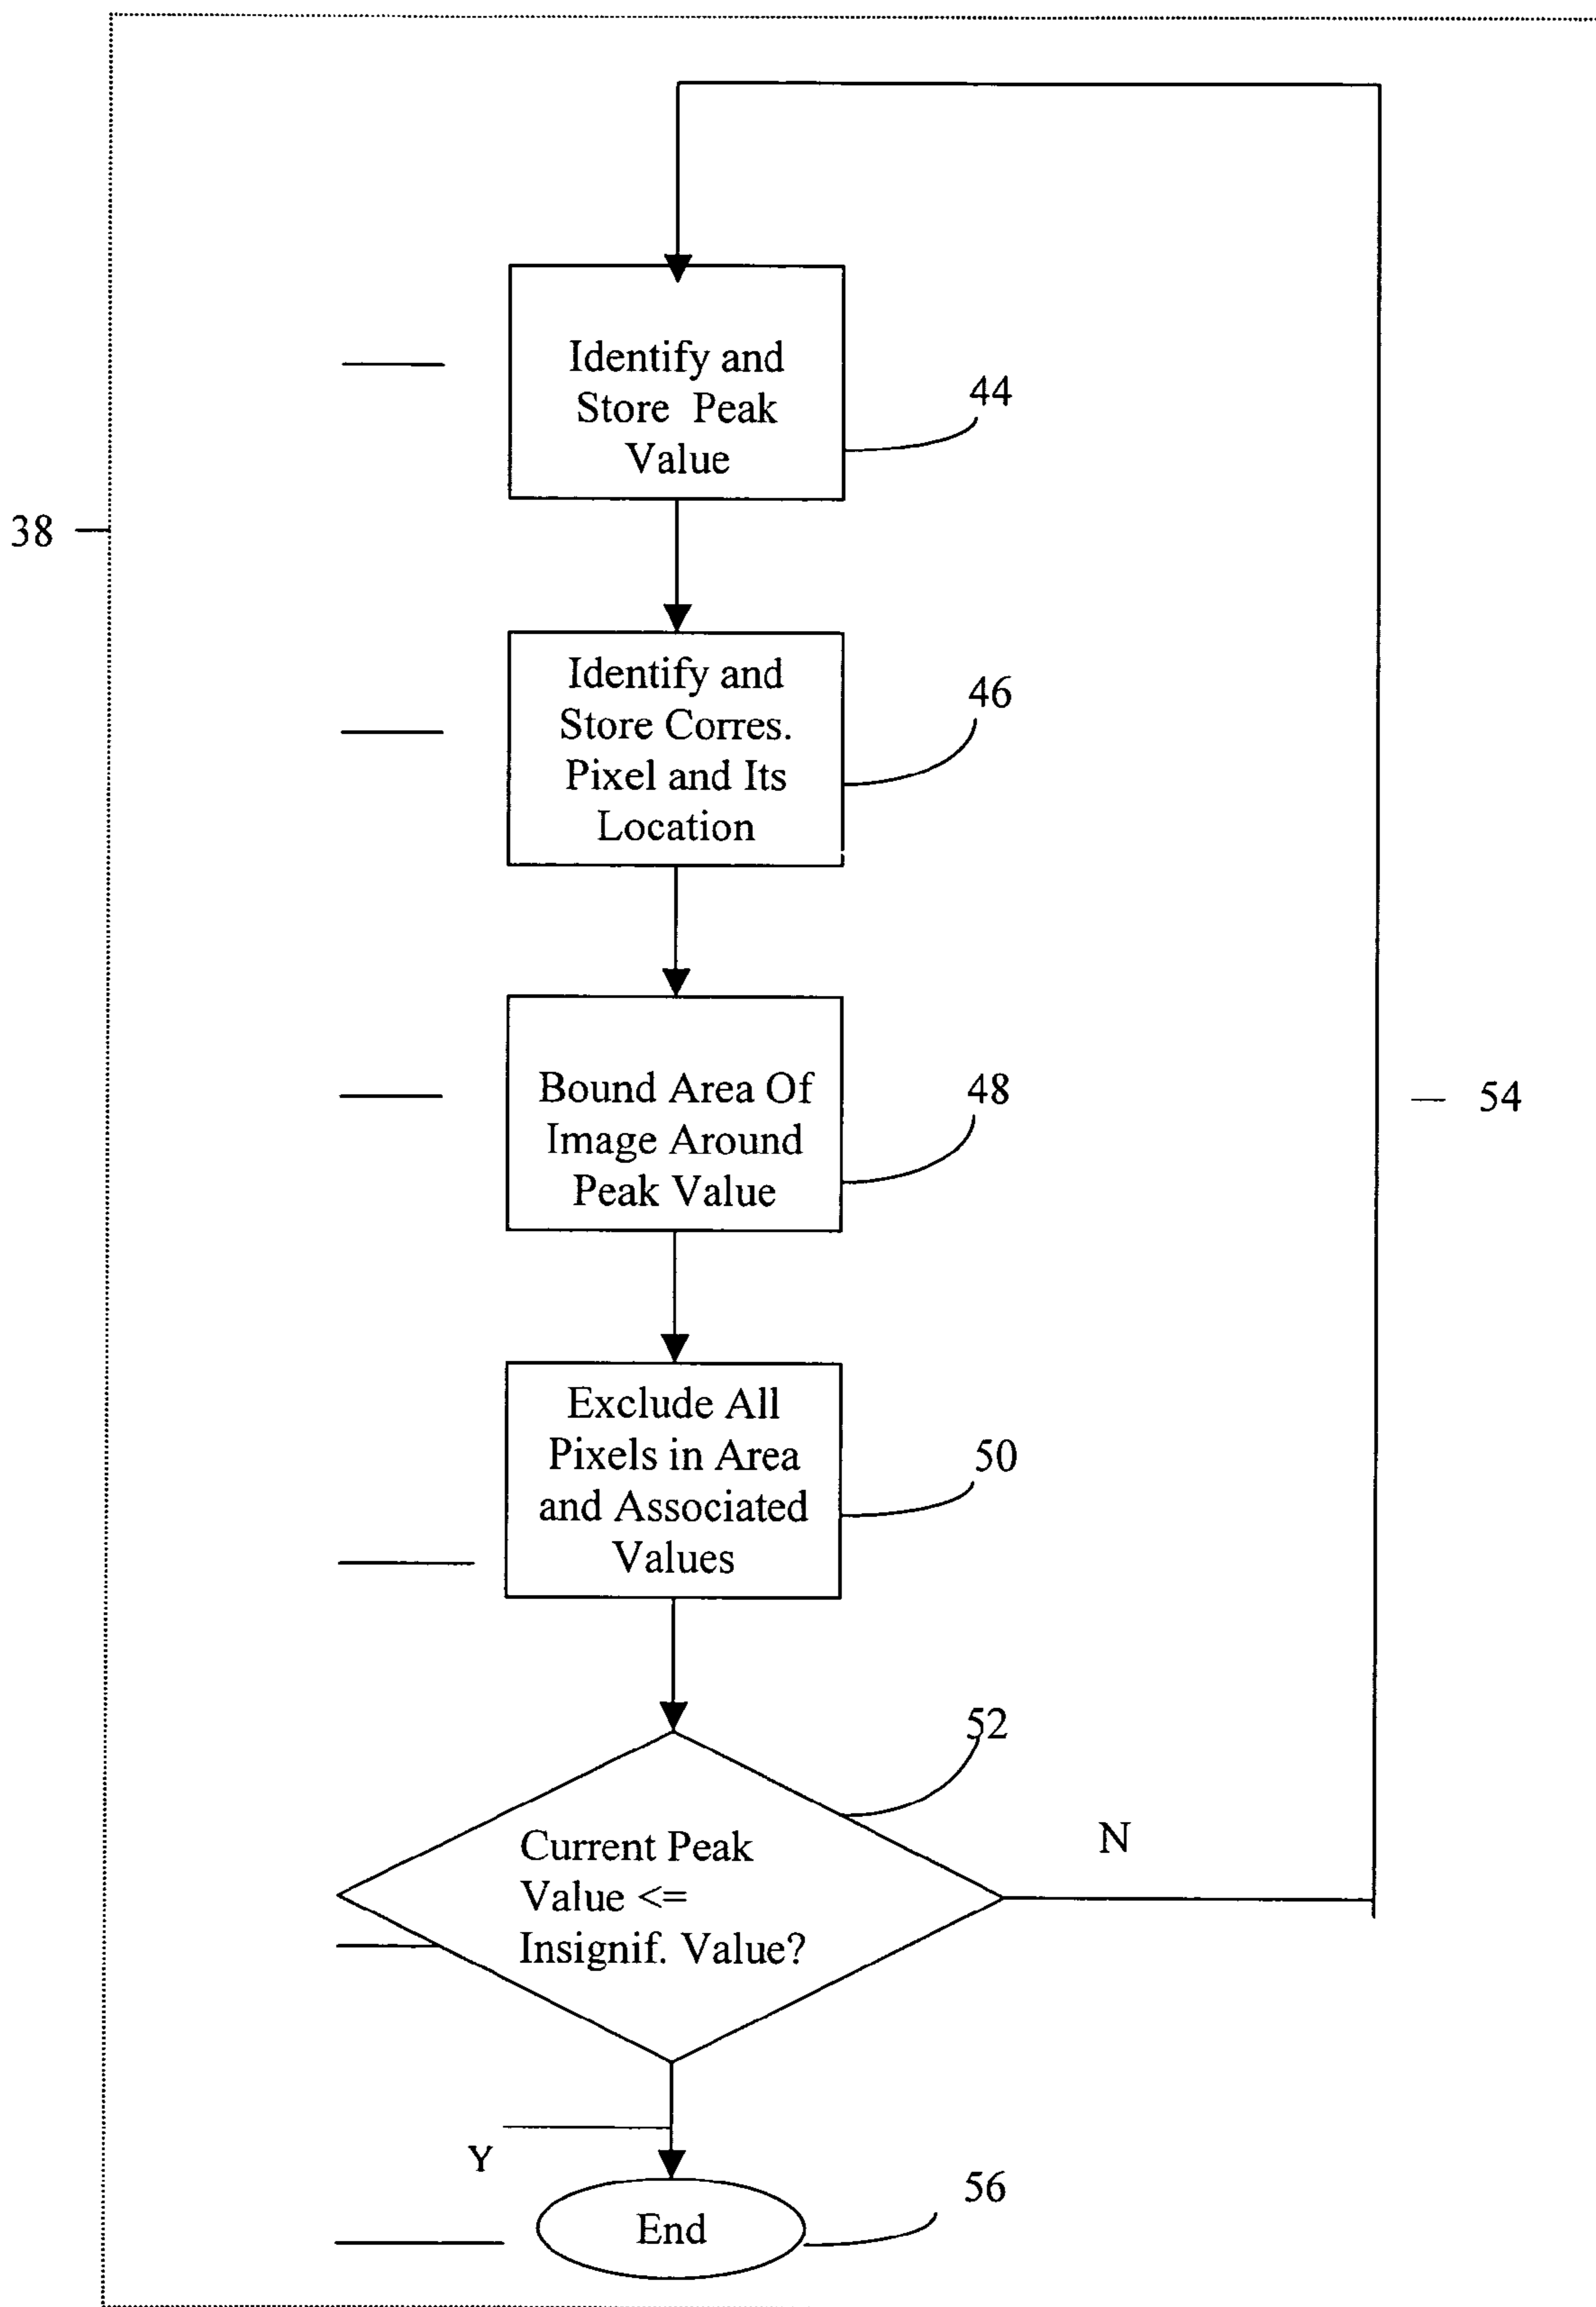 Identify and
Store Peak
Value
44
38
Identify and
Store Corres.
Pixel and Its
Location
46
Bound Area Of
Image Around
Peak Value
48
54
Exclude All
Pixels in Area
and Associated
Values
50
52
Current Peak
Value <=
Insignif. Value?
N
Y
End
56